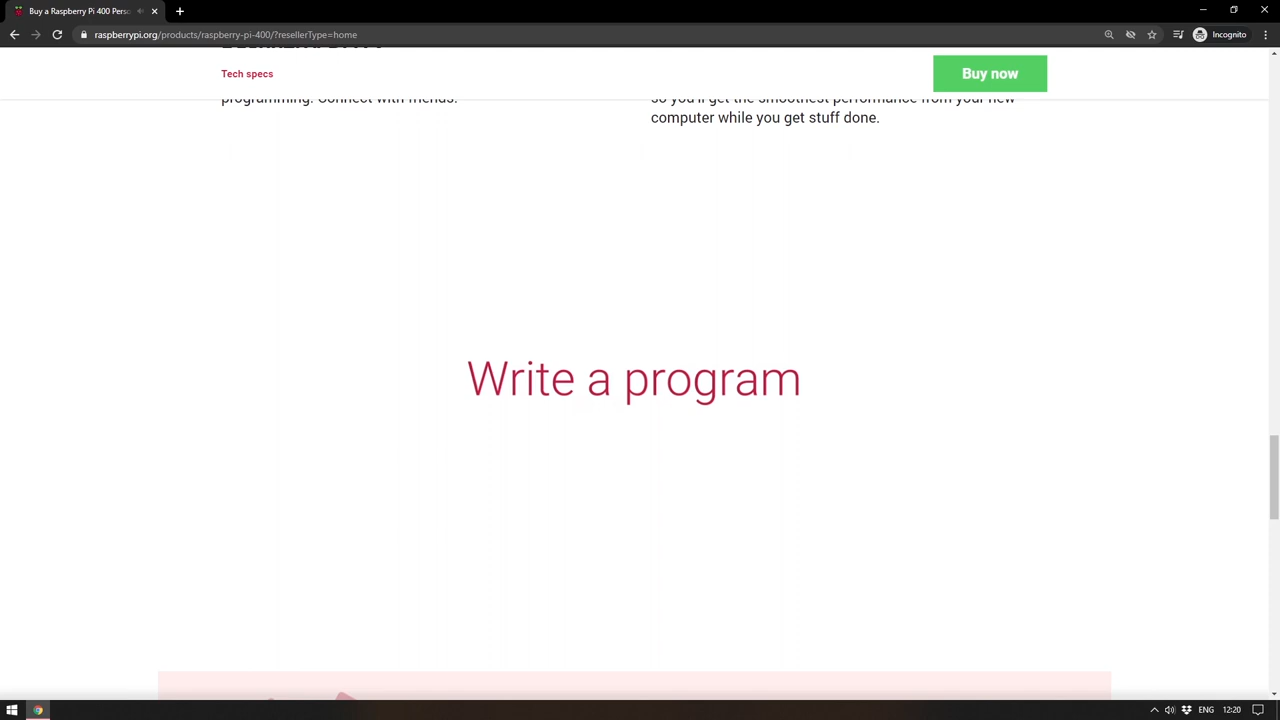 Buy a Raspberry Pi 400 Pers
raspberrypi.org/products/raspberry-pi-400/?resellerType=home
Incognito
Tech specs
Buy now
programming. Connect with friends.
so you'll get the smoothest performance from your new
computer while you get stuff done.
Write a program
ENG
12:20